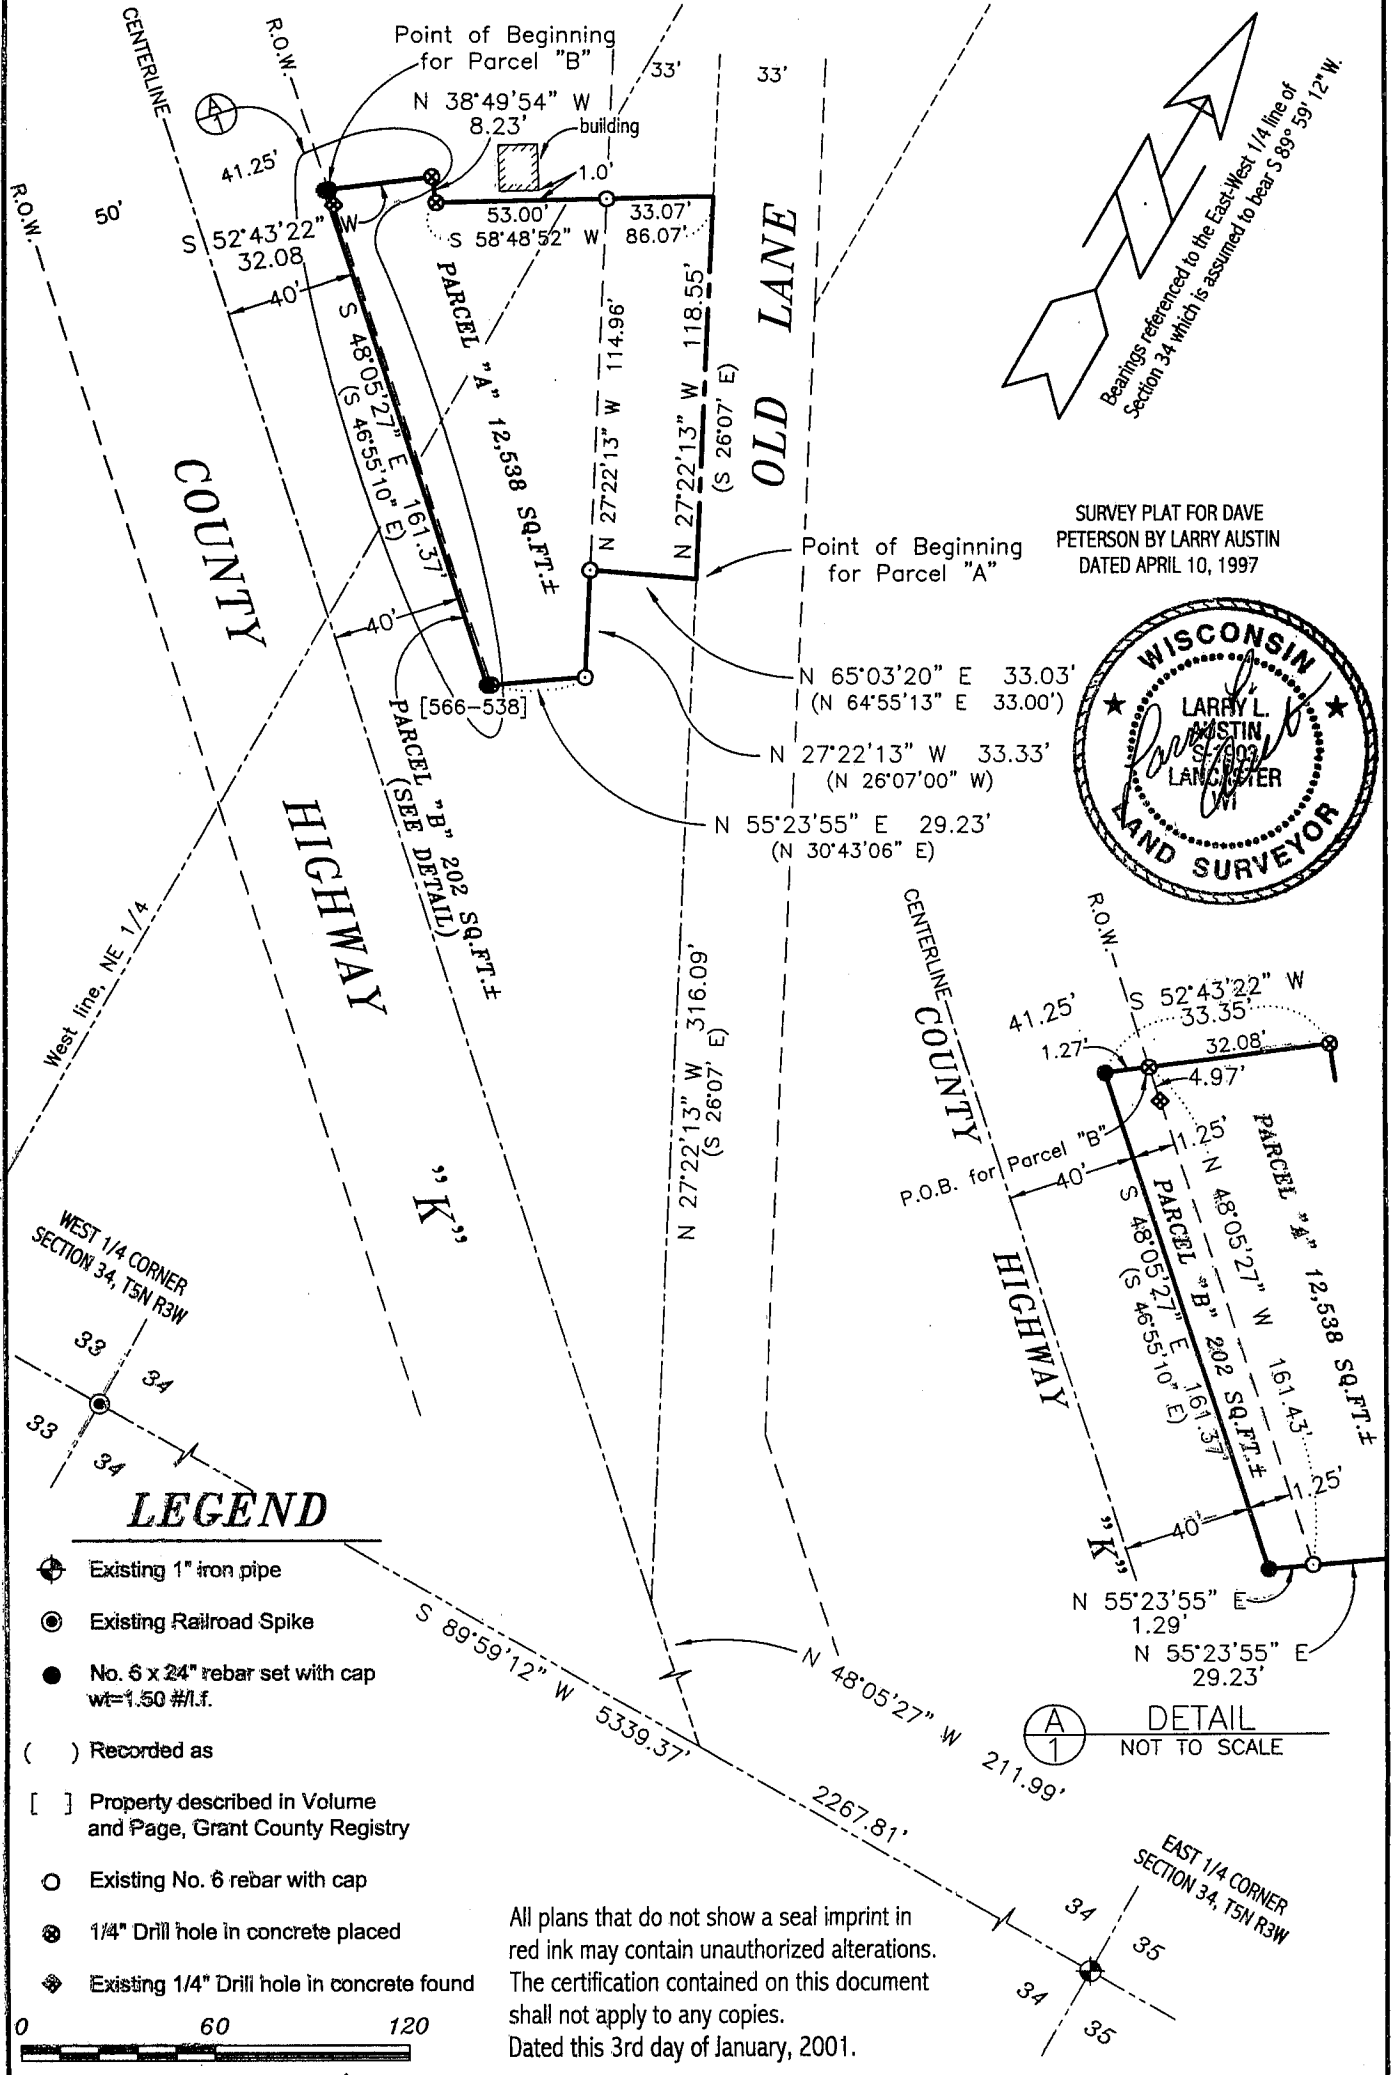 CENTERLINE
R.O.W.
Point of Beginning
for Parcel "B"
33'
33'
N 38°49'54" W
8.23'
building
A
1
41.25'
1.0'
R.O.W.
50'
S 52°43'22" W
32.08
53.00'
33.07'
S 58°48'52" W
86.07'
40'
PARCEL "A" 12,538 SQ.FT.±
S 48°05'27" E 161.37'
(S 46°55'10" E)
N 27°22'13" W 114.96'
N 27°22'13" W 118.55'
(S 26°07' E)
OLD LANE
Bearings referenced to the East-West 1/4 line of
Section 34 which is assumed to bear S 89° 59' 12" W.
SURVEY PLAT FOR DAVE
PETERSON BY LARRY AUSTIN
DATED APRIL 10, 1997
Point of Beginning
for Parcel "A"
COUNTY
HIGHWAY
"K"
40'
[566-538]
PARCEL "B" 202 SQ.FT.±
(SEE DETAIL)
N 65°03'20" E 33.03'
(N 64°55'13" E 33.00')
N 27°22'13" W 33.33'
(N 26°07'00" W)
N 55°23'55" E 29.23'
(N 30°43'06" E)
WISCONSIN
LARRY L.
AUSTIN
S-1903
LANCASTER
WI
LAND SURVEYOR
West line, NE 1/4
N 27°22'13" W 316.09'
(S 26°07' E)
CENTERLINE
R.O.W.
COUNTY
HIGHWAY
"K"
41.25'
S 52°43'22" W
33.35'
1.27'
32.08'
4.97'
P.O.B. for Parcel "B"
1.25'
40'
PARCEL "A" 12,538 SQ.FT.±
N 48°05'27" W 161.43'
PARCEL "B" 202 SQ.FT.±
S 48°05'27" E 161.37'
(S 46°55'10" E)
1.25'
40'
N 55°23'55" E
1.29'
N 55°23'55" E
29.23'
A
1
DETAIL
NOT TO SCALE
WEST 1/4 CORNER
SECTION 34, T5N R3W
33
34
33
34
LEGEND
Existing 1" iron pipe
Existing Railroad Spike
No. 6 x 24" rebar set with cap
wt=1.50 #/l.f.
( ) Recorded as
[ ] Property described in Volume
and Page, Grant County Registry
Existing No. 6 rebar with cap
1/4" Drill hole in concrete placed
Existing 1/4" Drill hole in concrete found
0 60 120
S 89°59'12" W 5339.37'
N 48°05'27" W 211.99'
2267.81'
EAST 1/4 CORNER
SECTION 34, T5N R3W
34
35
34
35
All plans that do not show a seal imprint in
red ink may contain unauthorized alterations.
The certification contained on this document
shall not apply to any copies.
Dated this 3rd day of January, 2001.